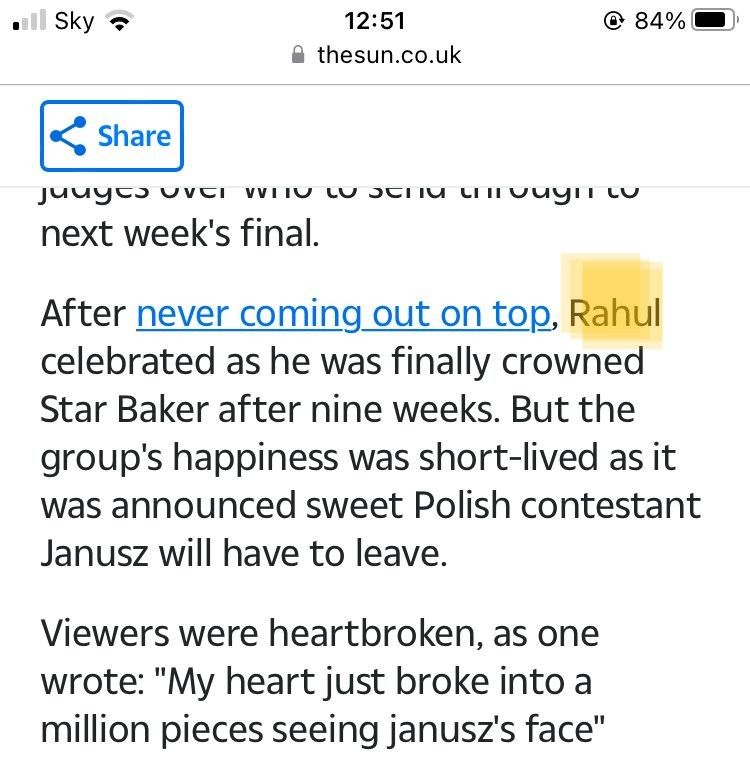 Sky 12:51 84%
thesun.co.uk
Share
judges over who to send through to
next week's final.
After never coming out on top, Rahul
celebrated as he was finally crowned
Star Baker after nine weeks. But the
group's happiness was short-lived as it
was announced sweet Polish contestant
Janusz will have to leave.
Viewers were heartbroken, as one
wrote: "My heart just broke into a
million pieces seeing janusz's face"